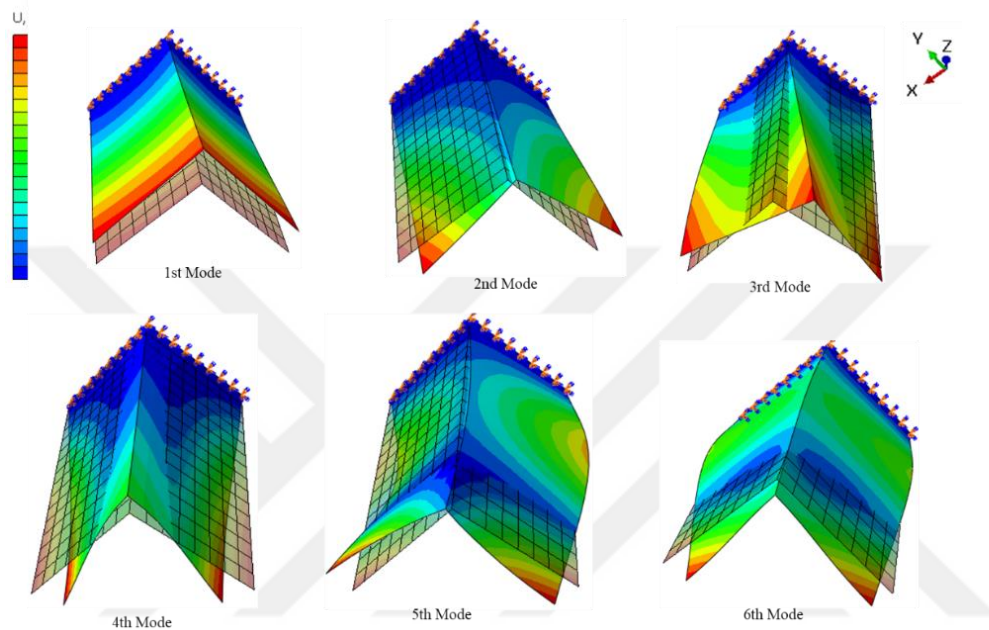 U,
Y
Z
X
1st Mode
2nd Mode
3rd Mode
4th Mode
5th Mode
6th Mode